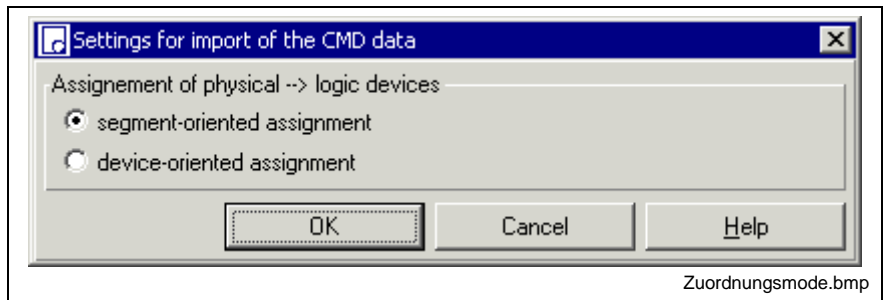 Settings for import of the CMD data
Assignement of physical --> logic devices
segment-oriented assignment
device-oriented assignment
OK Cancel Help
Zuordnungsmode.bmp